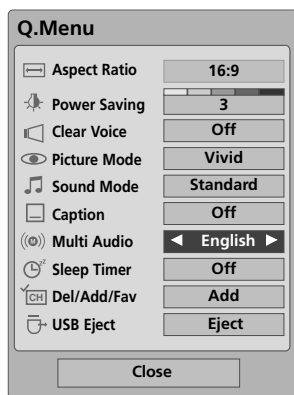 Q.Menu
Aspect Ratio 16:9
Power Saving 3
Clear Voice Off
Picture Mode Vivid
Sound Mode Standard
Caption Off
Multi Audio ◀ English ▶
Sleep Timer Off
CH Del/Add/Fav Add
USB Eject Eject
Close